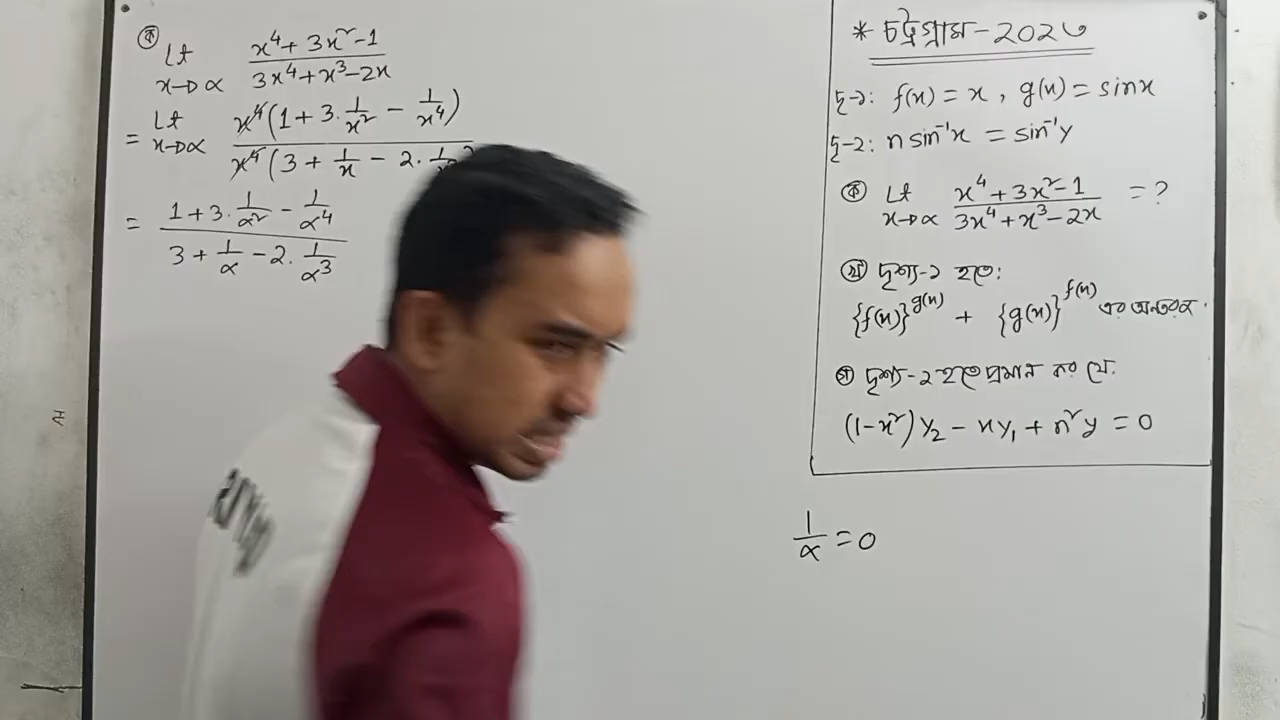 ক Lt x→∝ x⁴+3x²-1 / 3x⁴+x³-2x
= Lt x→∝ x⁴(1+3.1/x² - 1/x⁴) / x⁴(3 + 1/x - 2.
= 1+3.1/∝² - 1/∝⁴ / 3+1/∝ -2.1/∝³
* চট্টগ্রাম-২০২৩
দৃ-১: f(x) = x, g(x) = sinx
দৃ-২: n sin⁻¹x = sin⁻¹y
ক Lt x→∝ x⁴+3x²-1 / 3x⁴+x³-2x = ?
খ দৃশ্য-১ হতে:
{f(x)}^g(x) + {g(x)}^f(x) এর অন্তরক.
গ দৃশ্য-২ হতে প্রমান কর যে.
(1-x²)y₂ - xy₁ + n²y = 0
1/∝ = 0